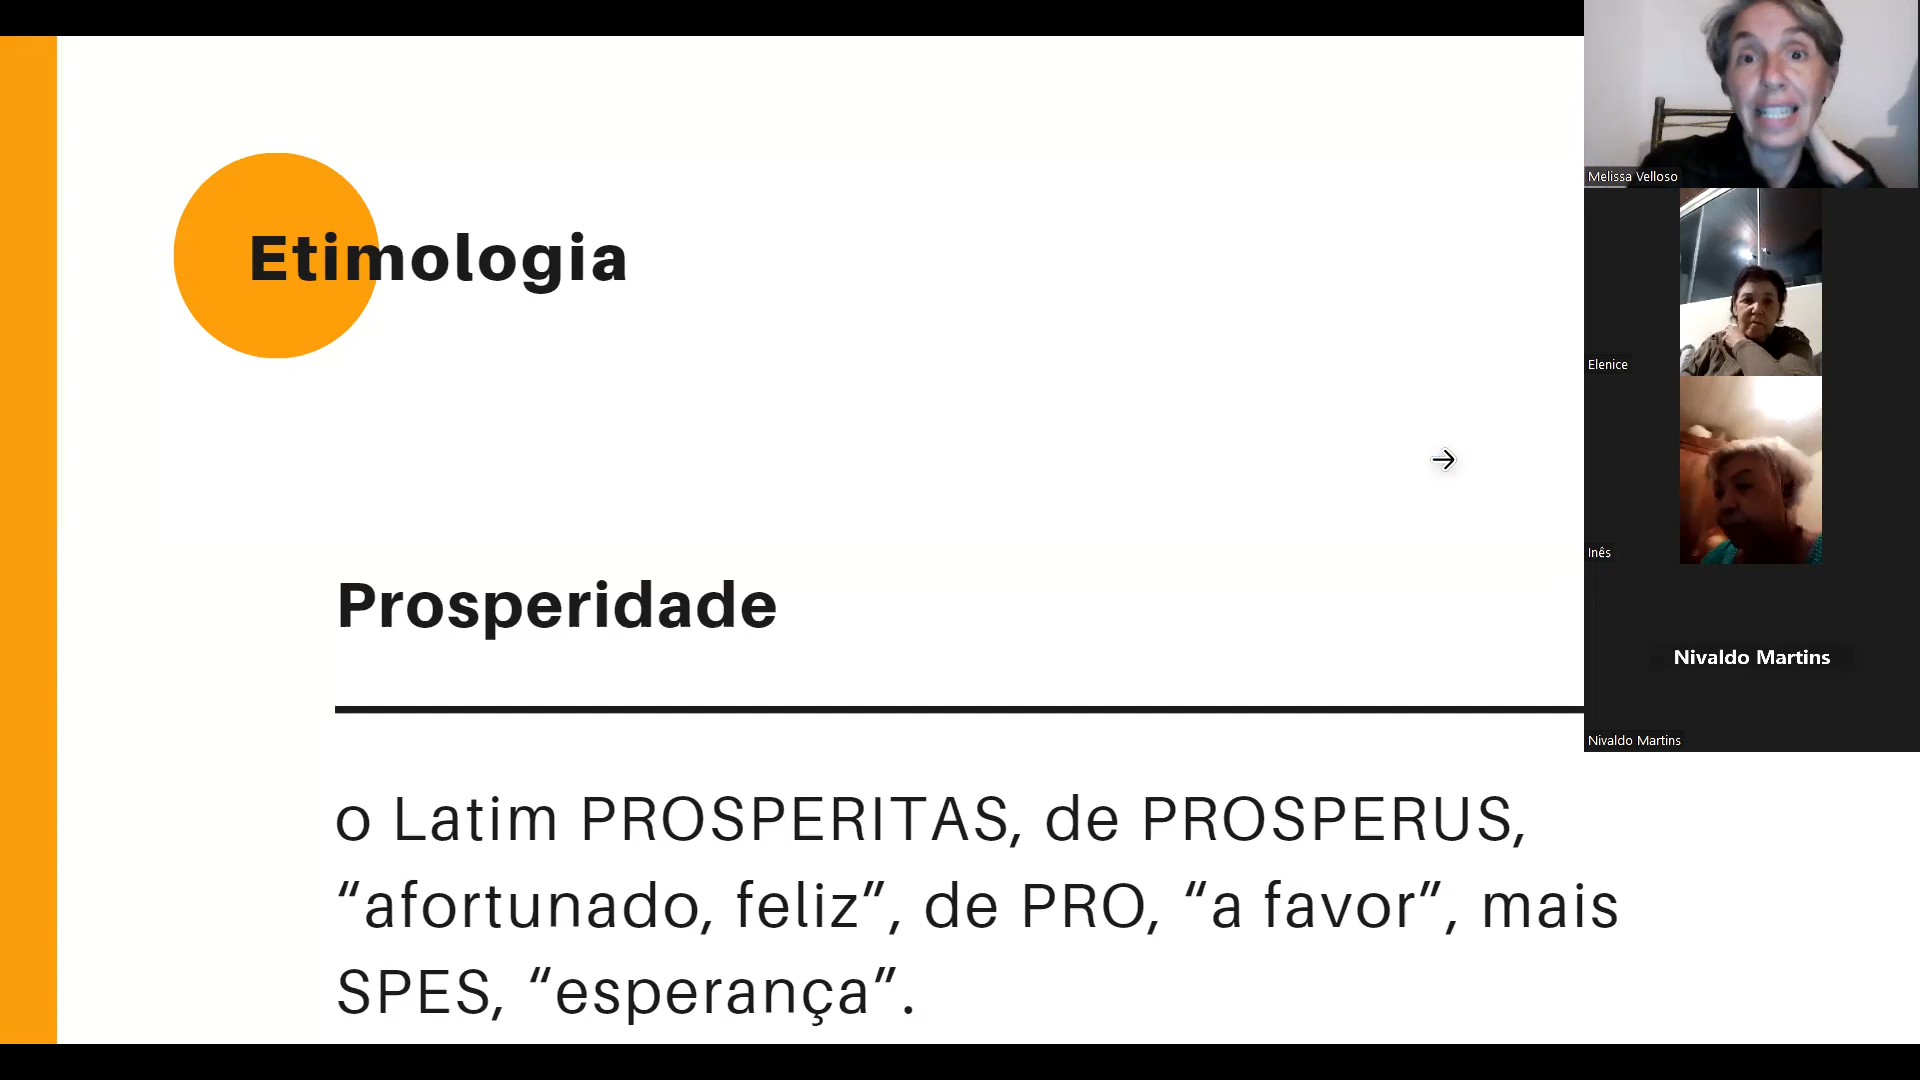 Etimologia
Prosperidade
o Latim PROSPERITAS, de PROSPERUS,
“afortunado, feliz”, de PRO, “a favor”, mais
SPES, “esperança”.
Melissa Velloso
Elenice
Inês
Nivaldo Martins
Nivaldo Martins